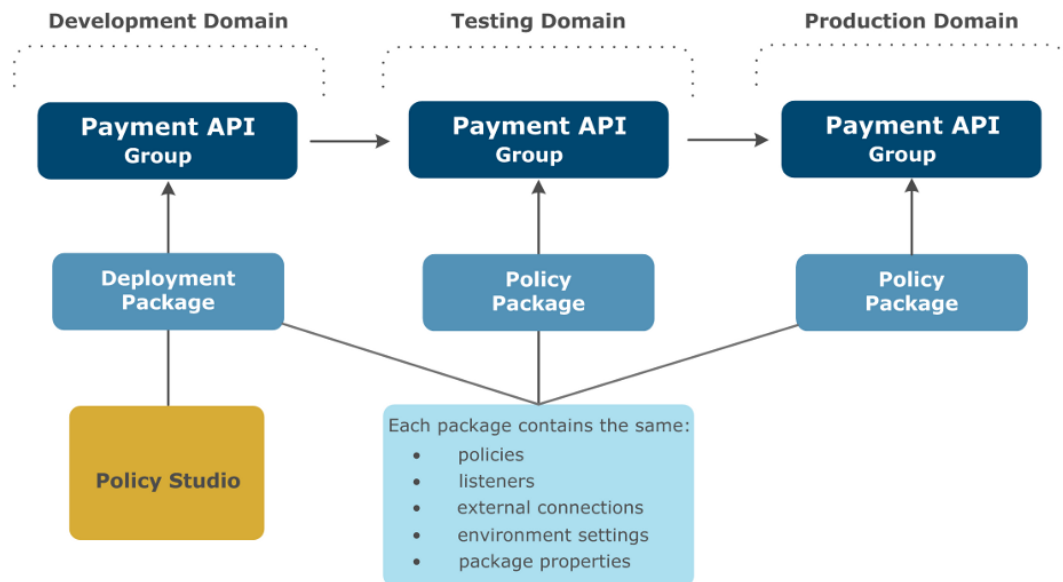 Development Domain
Testing Domain
Production Domain
Payment API
Group
Payment API
Group
Payment API
Group
Deployment
Package
Policy
Package
Policy
Package
Policy Studio
Each package contains the same:
• policies
• listeners
• external connections
• environment settings
• package properties